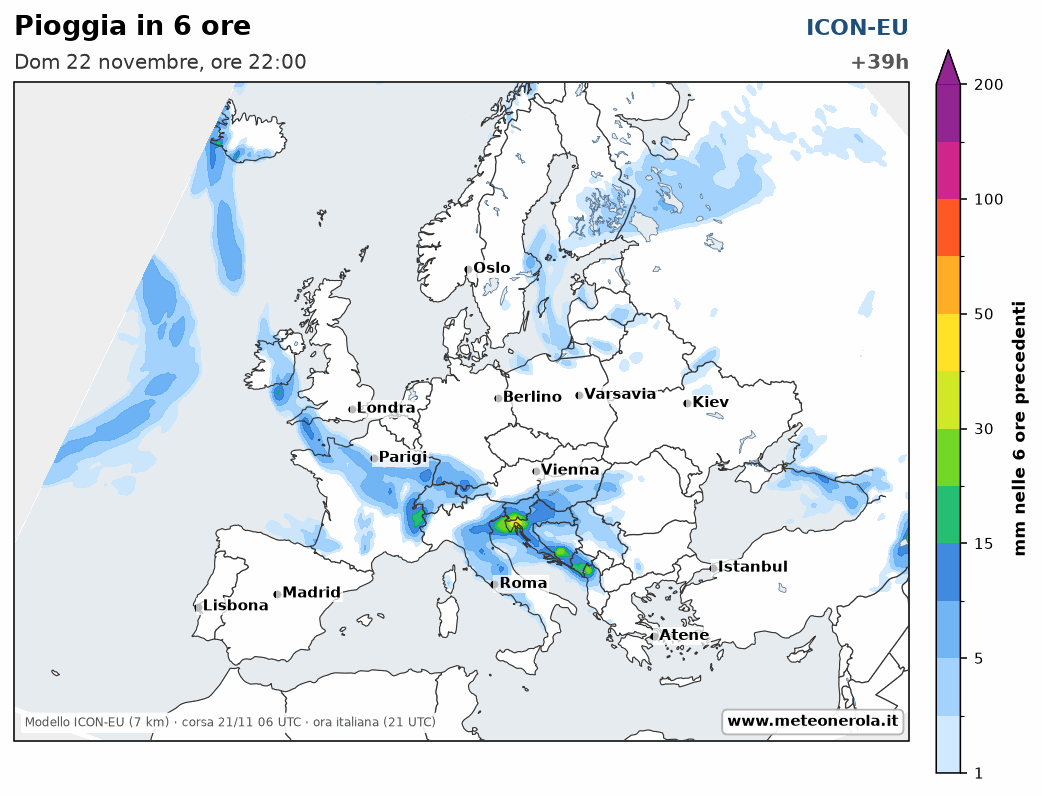 Pioggia in 6 ore
ICON-EU
Dom 22 novembre, ore 22:00
+39h
200
100
50
30
15
5
1
mm nelle 6 ore precedenti
Oslo
Berlino
Varsavia
Londra
Kiev
Parigi
Vienna
Istanbul
Roma
Madrid
Lisbona
Atene
Modello ICON-EU (7 km) · corsa 21/11 06 UTC · ora italiana (21 UTC)
www.meteonerola.it